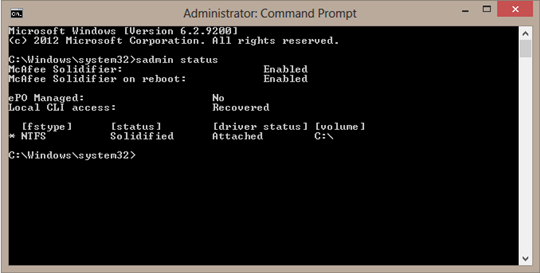 Administrator: Command Prompt
Microsoft Windows [Version 6.2.9200]
(c) 2012 Microsoft Corporation. All rights reserved.
C:\Windows\system32>sadmin status
McAfee Solidifier: Enabled
McAfee Solidifier on reboot: Enabled
ePO Managed: No
Local CLI access: Recovered
[fstype] [status] [driver status] [volume]
* NTFS Solidified Attached C:\
C:\Windows\system32>